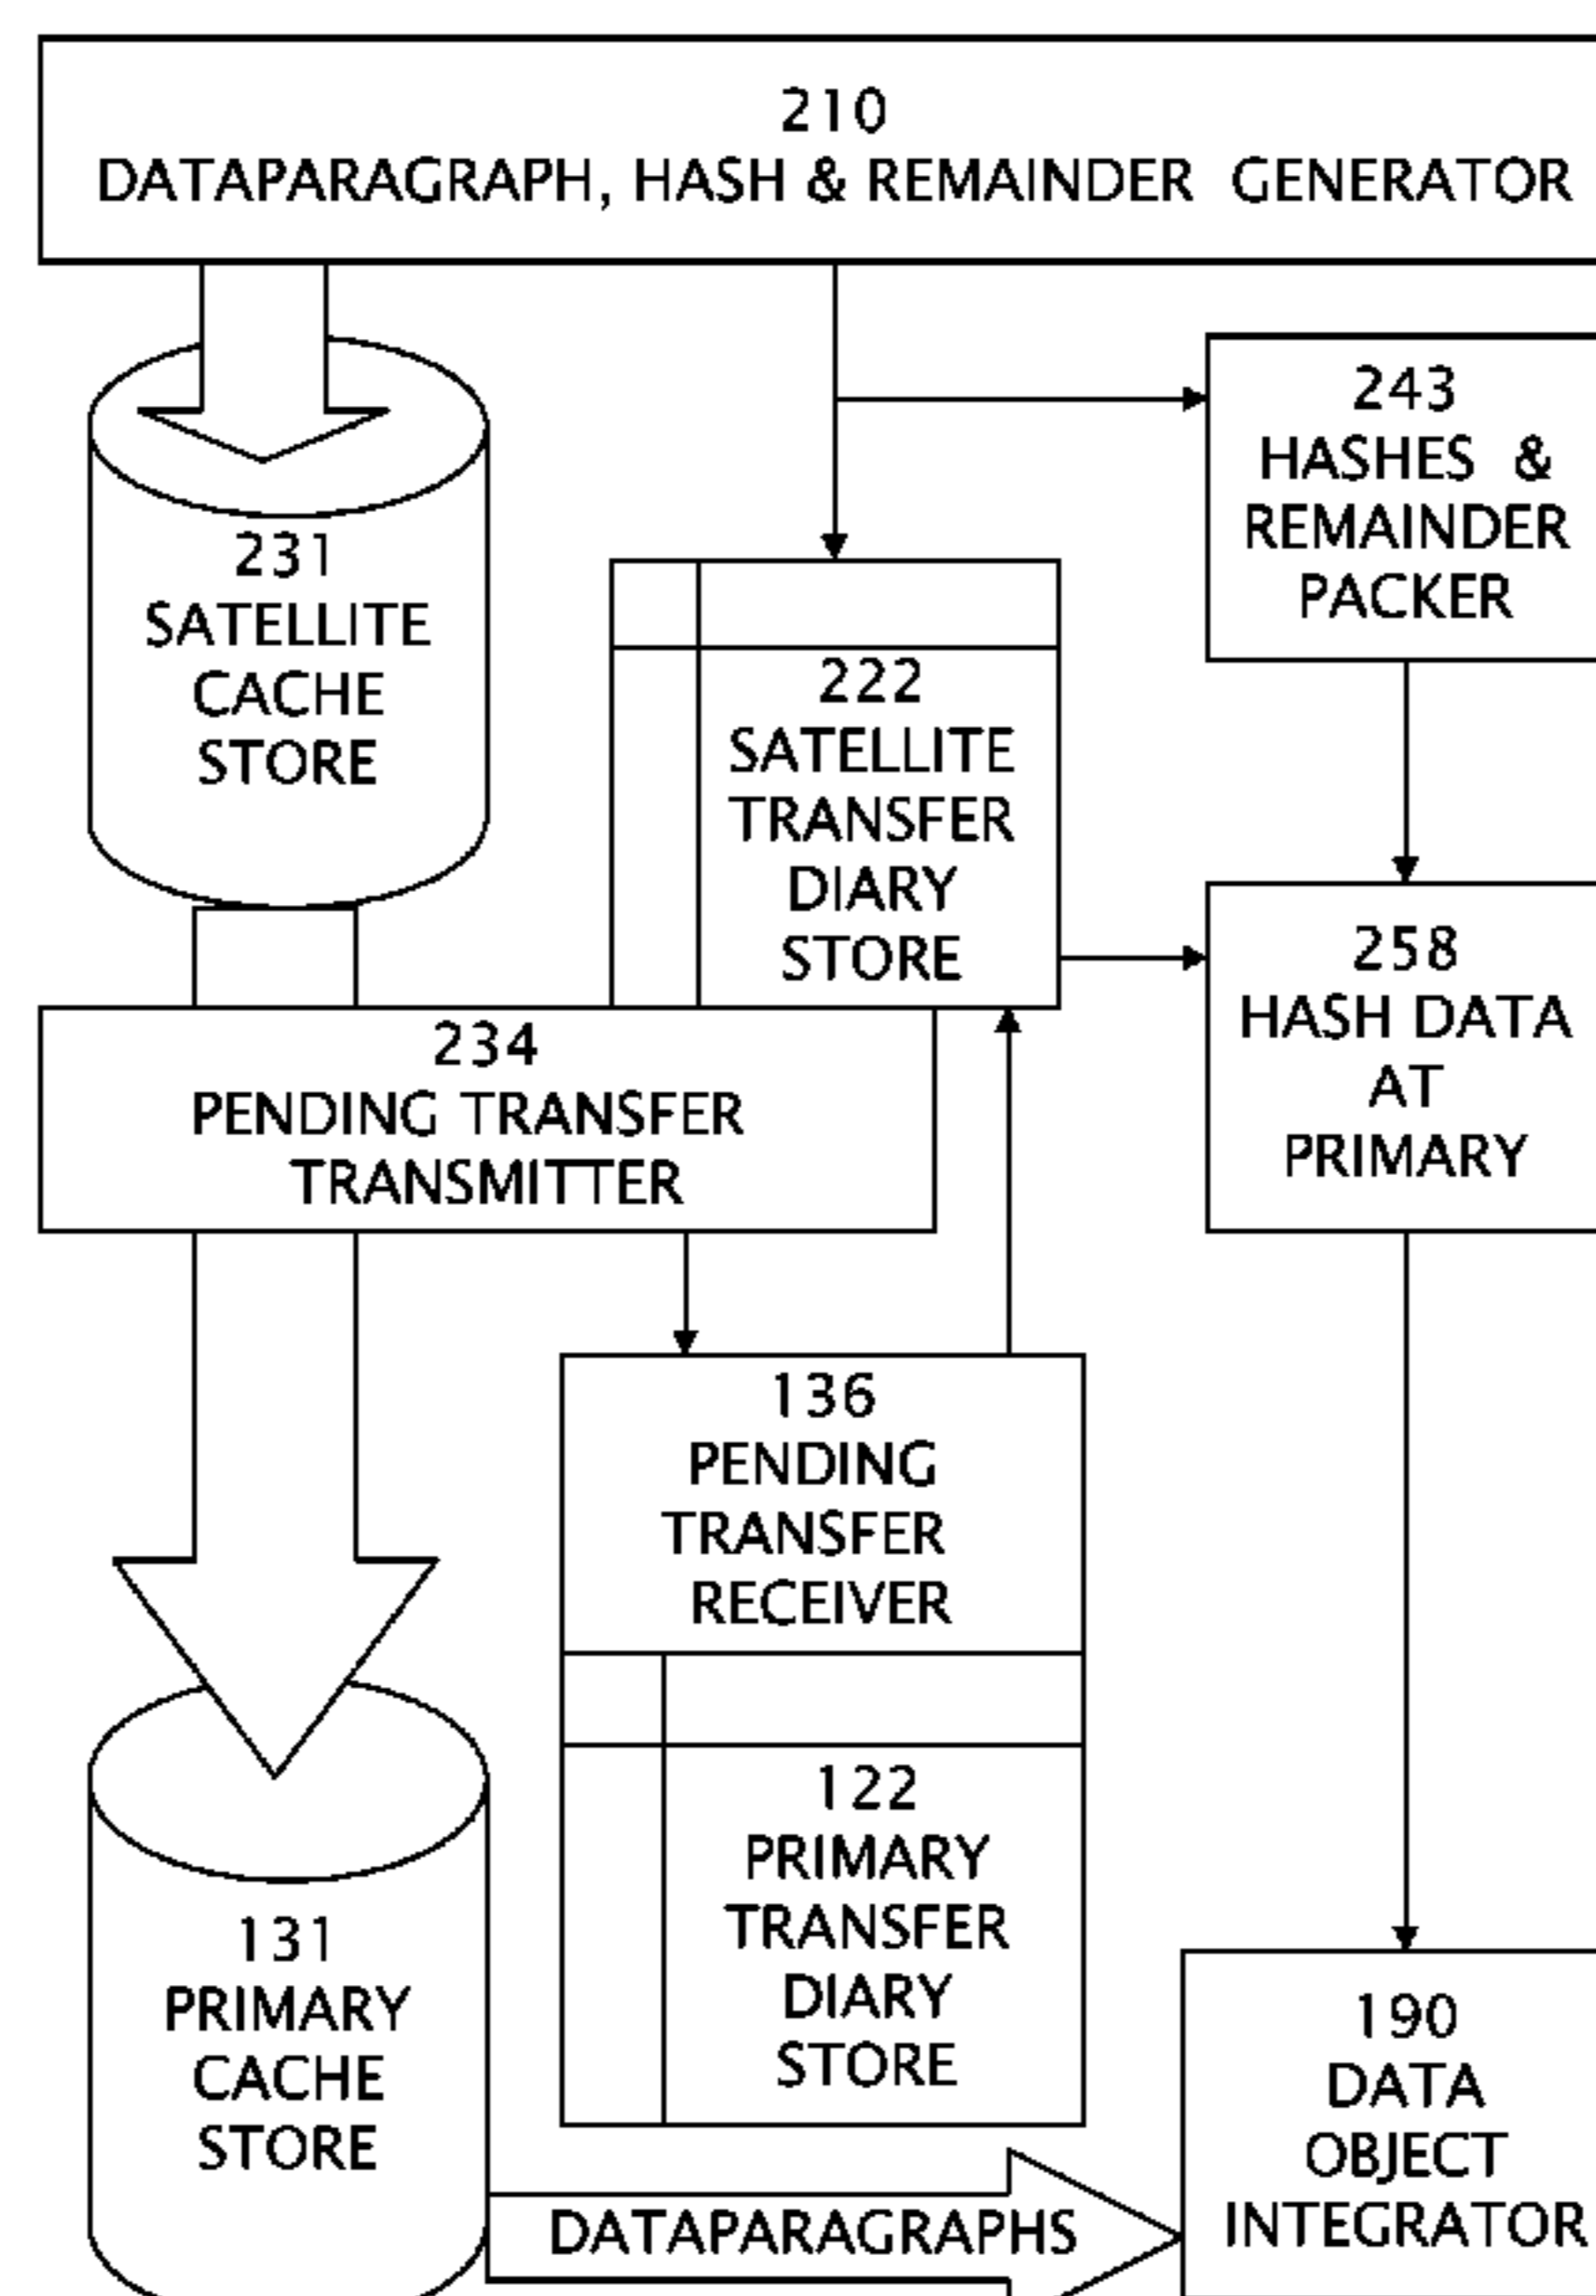 210
DATAPARAGRAPH, HASH & REMAINDER GENERATOR
243
HASHES &
REMAINDER
PACKER
231
SATELLITE
CACHE
STORE
222
SATELLITE
TRANSFER
DIARY
STORE
258
HASH DATA
AT
PRIMARY
234
PENDING TRANSFER
TRANSMITTER
136
PENDING
TRANSFER
RECEIVER
122
PRIMARY
TRANSFER
DIARY
STORE
131
PRIMARY
CACHE
STORE
190
DATA
OBJECT
INTEGRATOR
DATAPARAGRAPHS